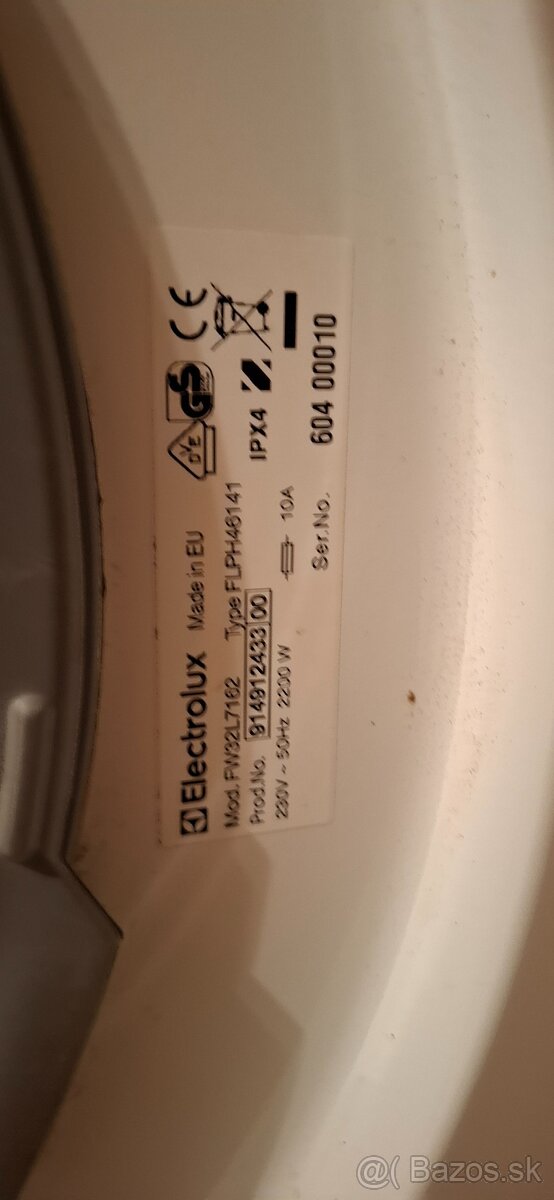 Electrolux Made in EU
Mod. FW32L7162 Type FLPH46141
Prod.No. 914912433 00
230V ~ 50Hz 2200 W 10A
Ser.No. 604 00010
DVE GS CE
IPX4
@( Bazos.sk